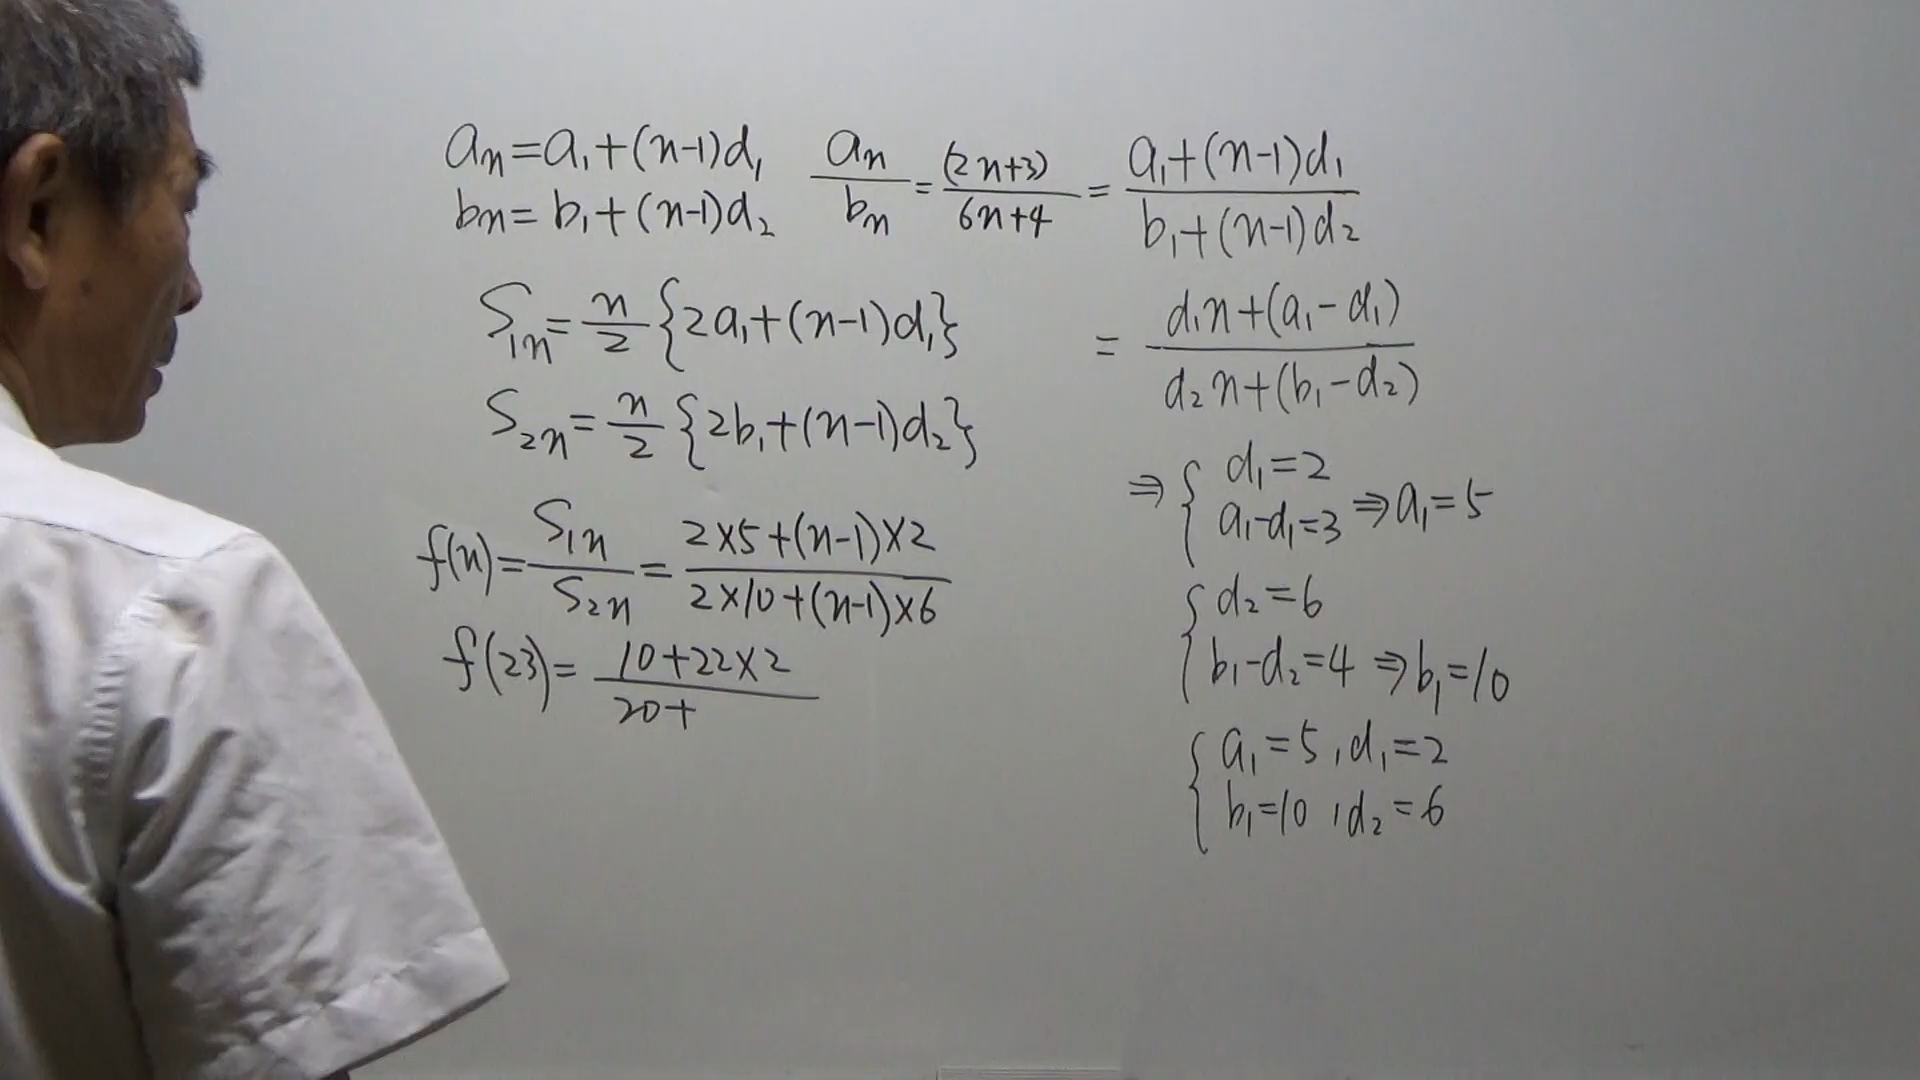 aₙ=a₁+(n-1)d₁
bₙ=b₁+(n-1)d₂
aₙ/bₙ = (2n+3)/6n+4 = a₁+(n-1)d₁/b₁+(n-1)d₂
S₁ₙ=n/2{2a₁+(n-1)d₁}
S₂ₙ=n/2{2b₁+(n-1)d₂}
f(n)=S₁ₙ/S₂ₙ=2×5+(n-1)×2/2×10+(n-1)×6
f(23)=10+22×2/20+
= d₁n+(a₁-d₁)/d₂n+(b₁-d₂)
⇒{d₁=2
a₁-d₁=3 ⇒a₁=5
{d₂=6
b₁-d₂=4 ⇒b₁=10
{a₁=5,d₁=2
b₁=10,d₂=6